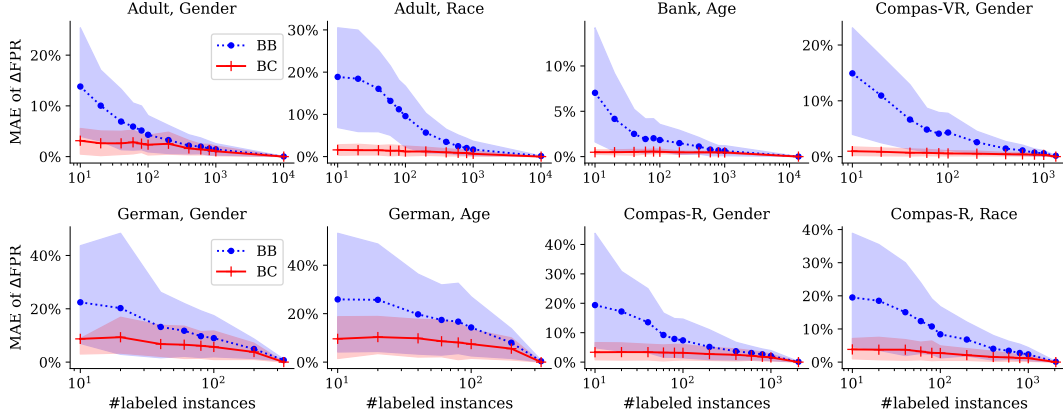 Adult, Gender
Adult, Race
Bank, Age
Compas-VR, Gender
MAE of ΔFPR
20%
10%
0%
BB
BC
30%
20%
10%
0%
10%
5%
0%
20%
10%
0%
10¹ 10² 10³ 10⁴
10¹ 10² 10³ 10⁴
10¹ 10² 10³ 10⁴
10¹ 10² 10³
German, Gender
German, Age
Compas-R, Gender
Compas-R, Race
MAE of ΔFPR
40%
20%
0%
BB
BC
40%
20%
0%
40%
30%
20%
10%
0%
40%
30%
20%
10%
0%
10¹ 10²
10¹ 10²
10¹ 10² 10³
10¹ 10² 10³
#labeled instances
#labeled instances
#labeled instances
#labeled instances